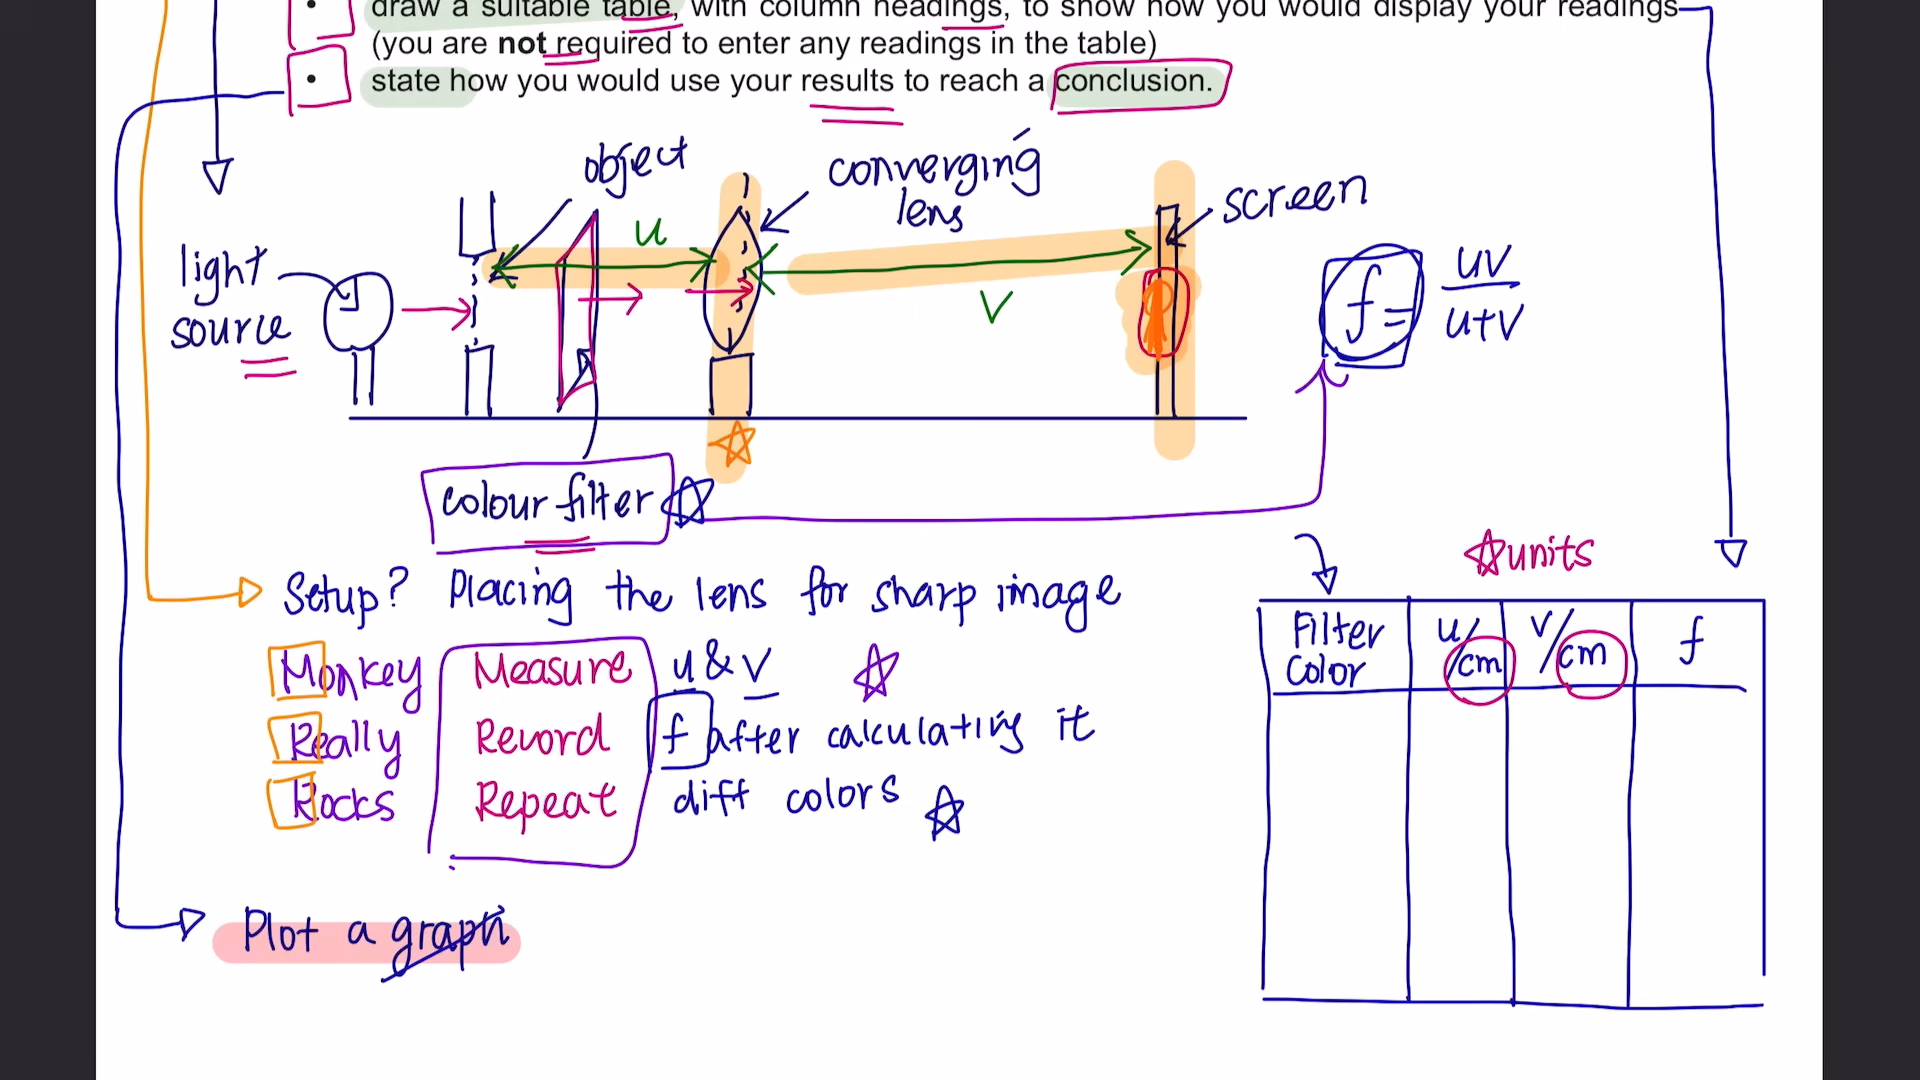 • draw a suitable table, with column headings, to show how you would display your readings
(you are not required to enter any readings in the table)
• state how you would use your results to reach a conclusion.
object
converging
lens
screen
u
light
source
v
f = uv
u+v
colour filter
units
Setup? Placing the lens for sharp image
Filter
Color
u/cm
v/cm
f
Monkey Measure u & v
Really Record f after calculating it
Rocks Repeat diff colors
Plot a graph